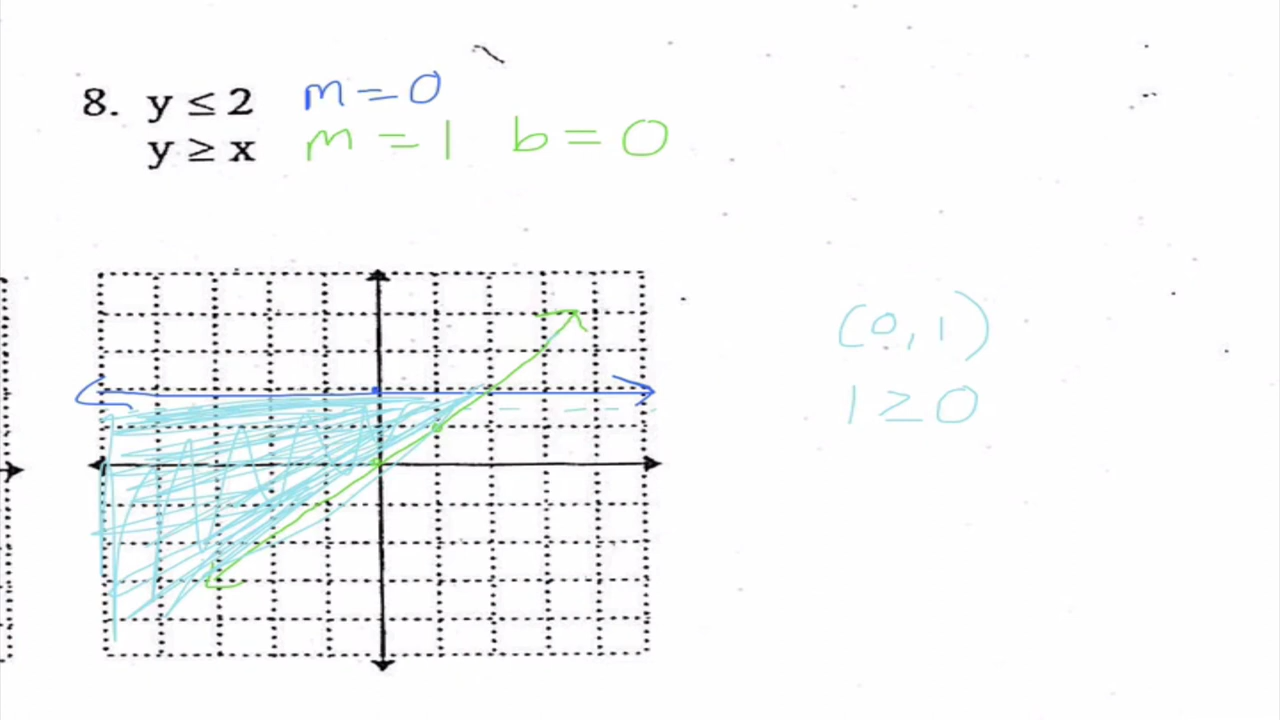 8. y ≤ 2 m = 0
y ≥ x m = 1 b = 0
(0, 1)
1 ≥ 0